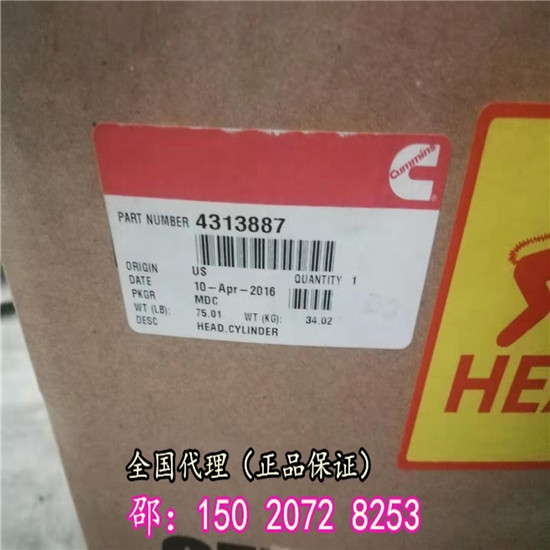 Cummins
PART NUMBER 4313887
ORIGIN US QUANTITY 1
DATE 10-Apr-2016
PKGR MDC
WT (LB): 75.01 WT (KG): 34.02
DESC HEAD,CYLINDER
全国代理（正品保证）
邵：150 2072 8253